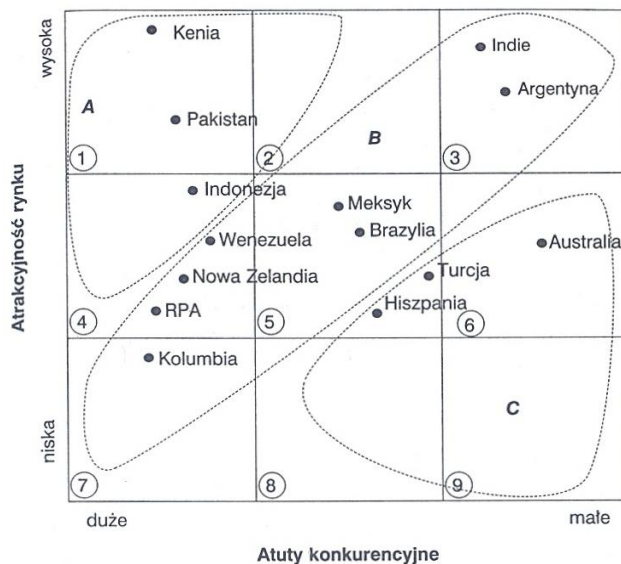 wysoka
Kenia
Indie
A
Argentyna
Pakistan
B
1
2
3
Indonezja
Meksyk
Wenezuela
Brazylia
Australia
Nowa Zelandia
Turcja
RPA
Hiszpania
4
5
6
Kolumbia
C
niska
7
8
9
duże
małe
Atrakcyjność rynku
Atuty konkurencyjne